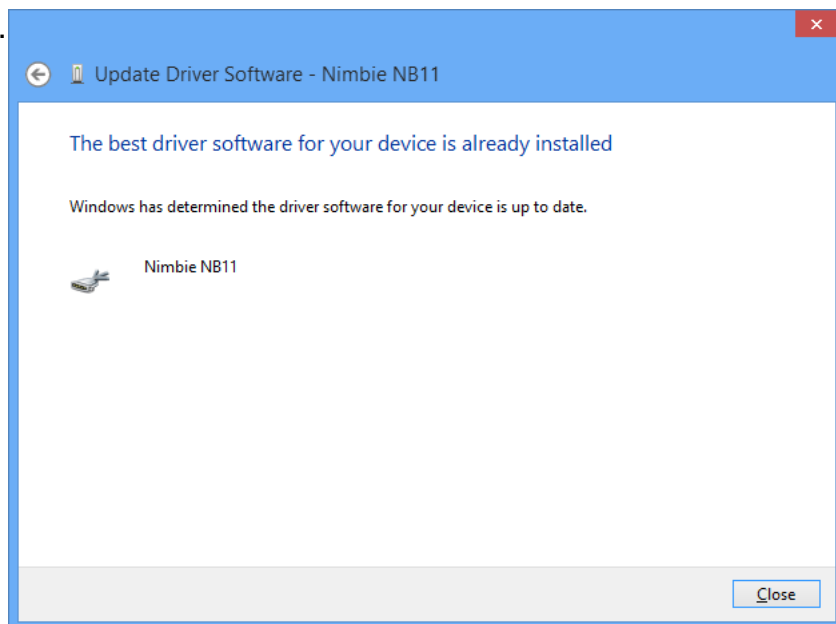 .
Update Driver Software - Nimbie NB11
The best driver software for your device is already installed
Windows has determined the driver software for your device is up to date.
Nimbie NB11
Close